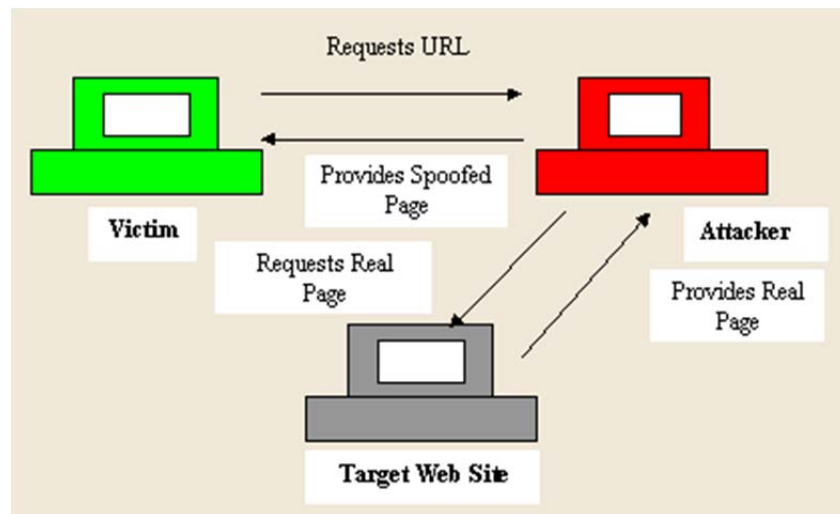 Requests URL
Provides Spoofed
Page
Victim
Attacker
Requests Real
Page
Provides Real
Page
Target Web Site